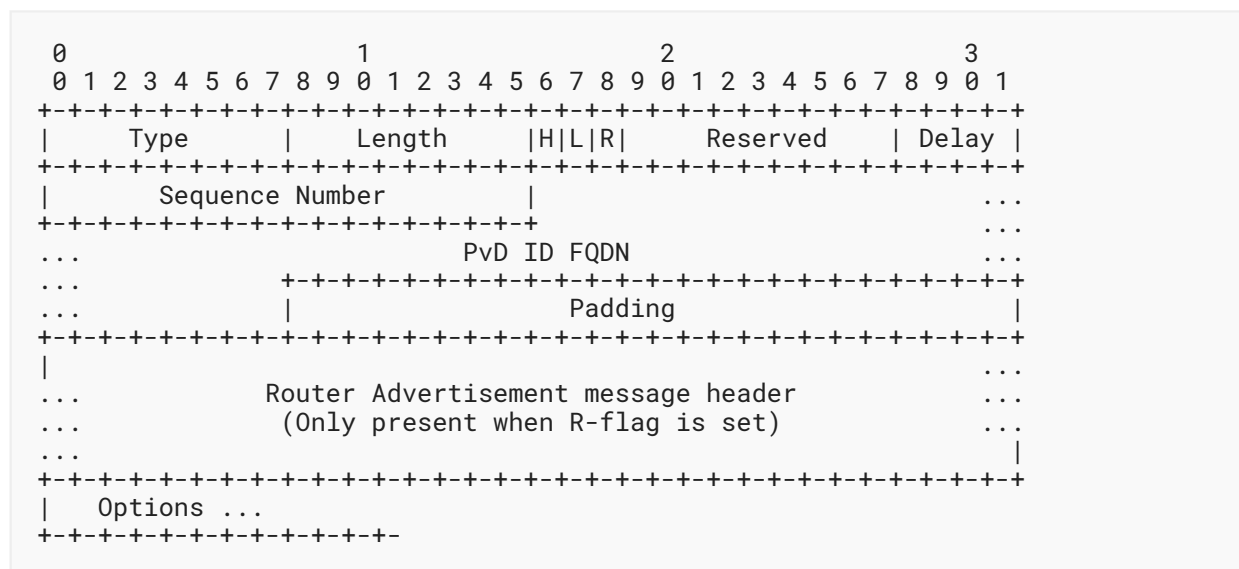 0                   1                   2                   3
 0 1 2 3 4 5 6 7 8 9 0 1 2 3 4 5 6 7 8 9 0 1 2 3 4 5 6 7 8 9 0 1
+-+-+-+-+-+-+-+-+-+-+-+-+-+-+-+-+-+-+-+-+-+-+-+-+-+-+-+-+-+-+-+-+
|     Type      |    Length     |H|L|R|     Reserved    | Delay |
+-+-+-+-+-+-+-+-+-+-+-+-+-+-+-+-+-+-+-+-+-+-+-+-+-+-+-+-+-+-+-+-+
|       Sequence Number         |                             ...
+-+-+-+-+-+-+-+-+-+-+-+-+-+-+-+-+                             ...
...                         PvD ID FQDN                       ...
...             +-+-+-+-+-+-+-+-+-+-+-+-+-+-+-+-+-+-+-+-+-+-+-+-+
...             |                  Padding                      |
+-+-+-+-+-+-+-+-+-+-+-+-+-+-+-+-+-+-+-+-+-+-+-+-+-+-+-+-+-+-+-+-+
|                                                             ...
...            Router Advertisement message header            ...
...             (Only present when R-flag is set)             ...
...                                                             |
+-+-+-+-+-+-+-+-+-+-+-+-+-+-+-+-+-+-+-+-+-+-+-+-+-+-+-+-+-+-+-+-+
|   Options ...
+-+-+-+-+-+-+-+-+-+-+-+-